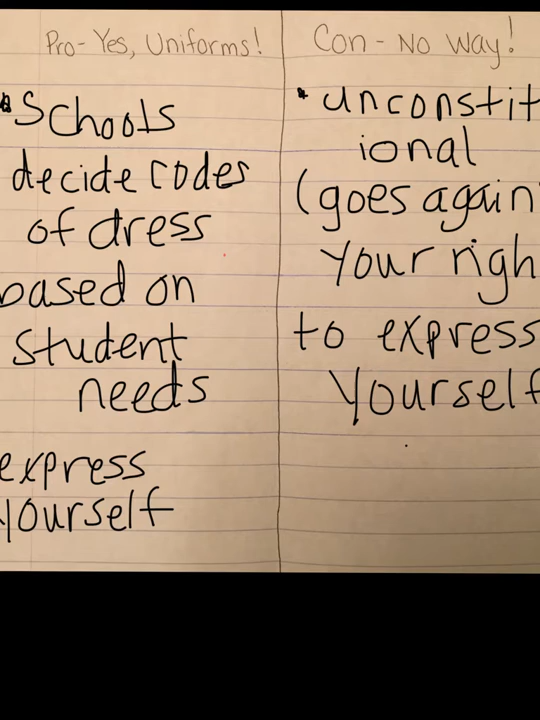 Pro- Yes, Uniforms!
• Schools
decide codes
of dress
based on
student
needs
express
yourself
Con - No Way!
• unconstit
ional
(goes again
your righ
to express
yourself